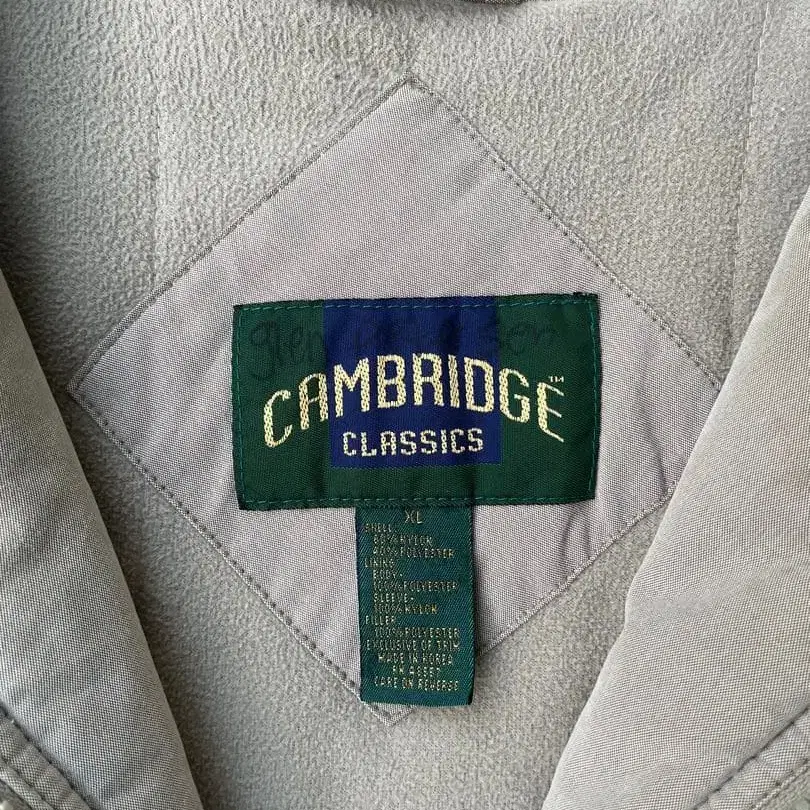 glen
CAMBRIDGE™
CLASSICS
XL
SHELL:
60% NYLON
40% POLYESTER
LINING:
BODY-
100% POLYESTER
SLEEVE-
100% NYLON
FILLER
100% POLYESTER
EXCLUSIVE OF TRIM
MADE IN KOREA
CARE ON REVERSE